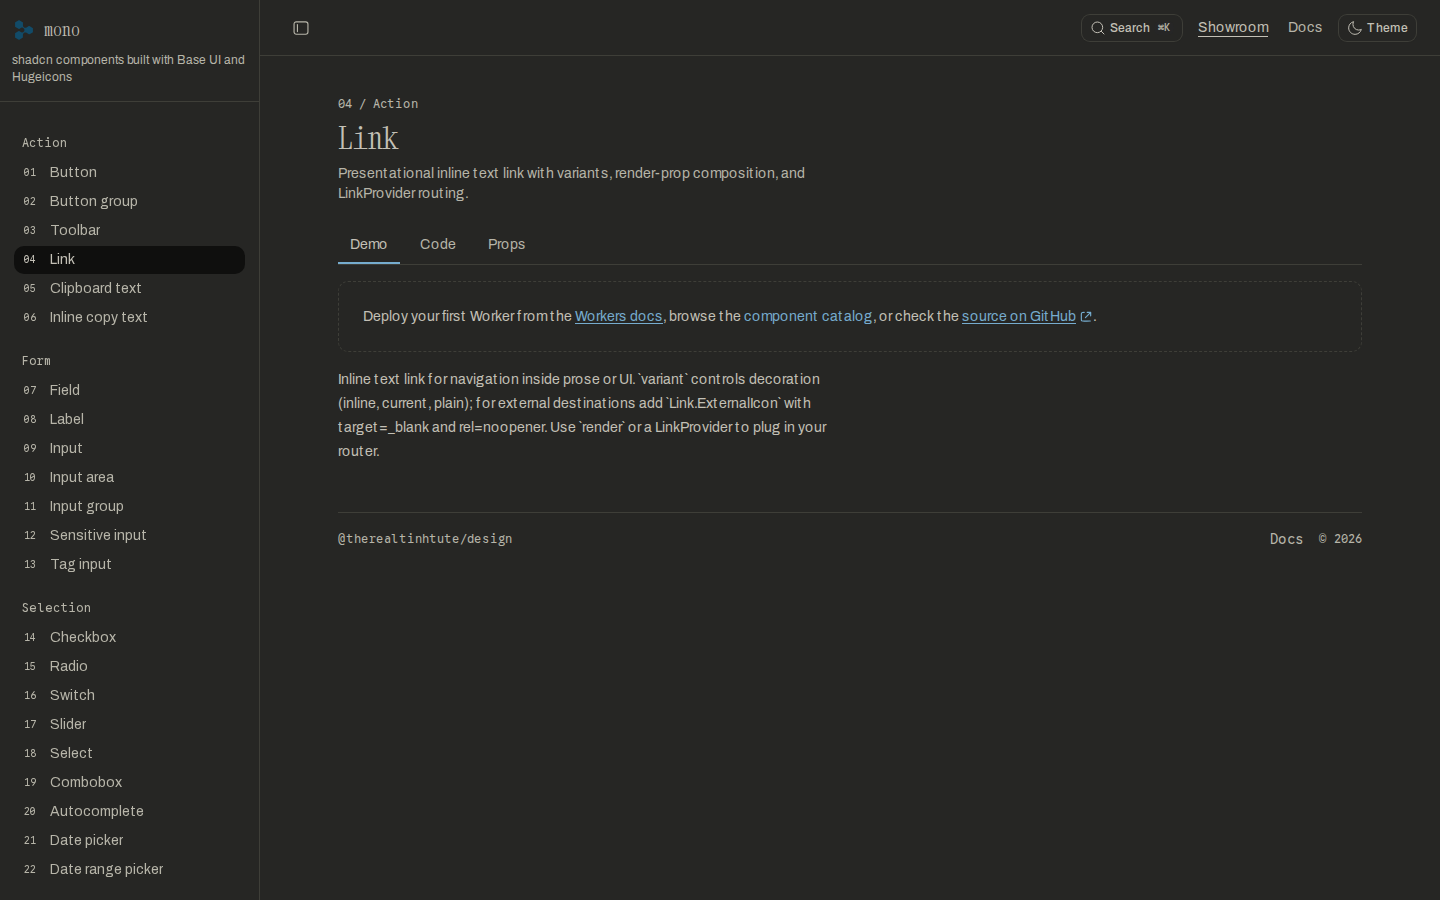 mono
shadcn components built with Base UI and
Hugeicons
Action
01 Button
02 Button group
03 Toolbar
04 Link
05 Clipboard text
06 Inline copy text
Form
07 Field
08 Label
09 Input
10 Input area
11 Input group
12 Sensitive input
13 Tag input
Selection
14 Checkbox
15 Radio
16 Switch
17 Slider
18 Select
19 Combobox
20 Autocomplete
21 Date picker
22 Date range picker
Search ⌘K Showroom Docs Theme
04 / Action
Link
Presentational inline text link with variants, render-prop composition, and
LinkProvider routing.
Demo Code Props
Deploy your first Worker from the Workers docs, browse the component catalog, or check the source on GitHub.
Inline text link for navigation inside prose or UI. `variant` controls decoration
(inline, current, plain); for external destinations add `Link.ExternalIcon` with
target=_blank and rel=noopener. Use `render` or a LinkProvider to plug in your
router.
@therealtinhtute/design Docs © 2026